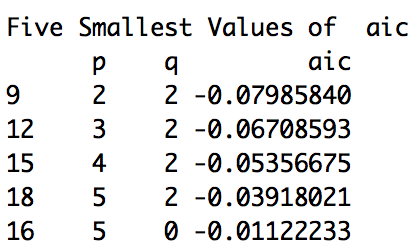 Five Smallest Values of  aic
     p    q         aic
9    2    2 -0.07985840
12   3    2 -0.06708593
15   4    2 -0.05356675
18   5    2 -0.03918021
16   5    0 -0.01122233